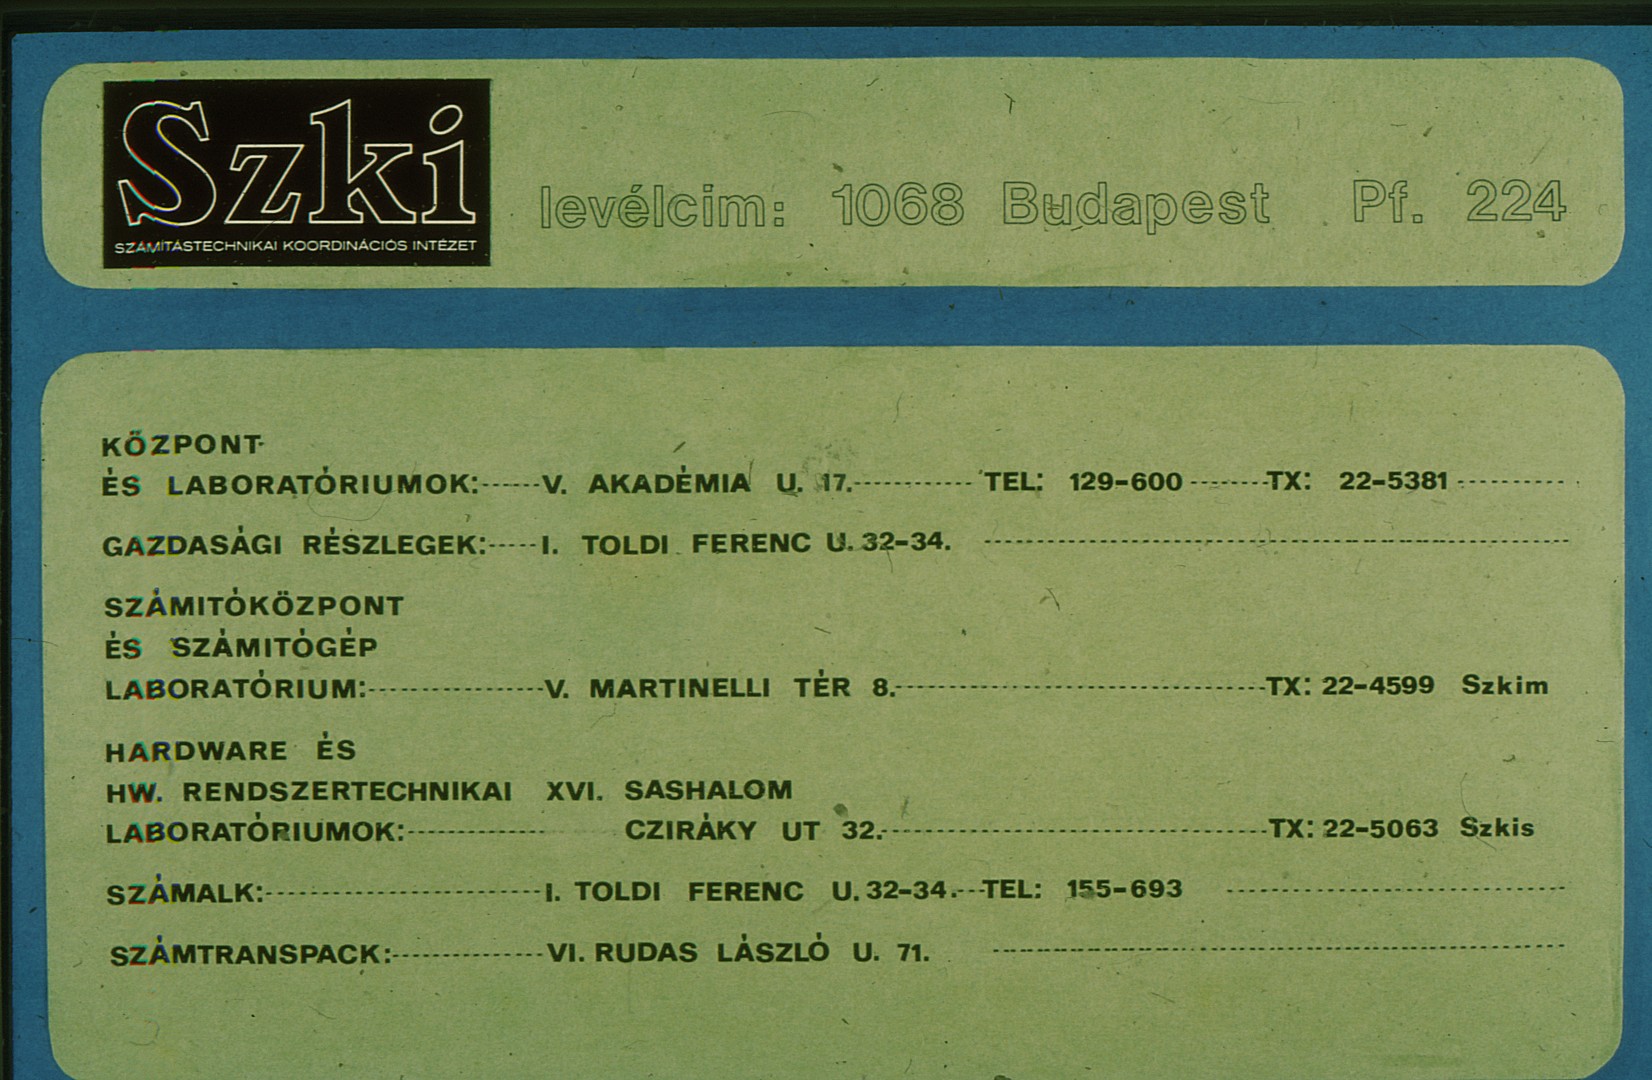 Szki
SZÁMÍTÁSTECHNIKAI KOORDINÁCIÓS INTÉZET
levélcim: 1068 Budapest Pf. 224
KÖZPONT
ÉS LABORATÓRIUMOK: V. AKADÉMIA U. 17. TEL: 129-600 TX: 22-5381
GAZDASÁGI RÉSZLEGEK: I. TOLDI FERENC U. 32-34.
SZÁMITÓKÖZPONT
ÉS SZÁMITÓGÉP
LABORATÓRIUM: V. MARTINELLI TÉR 8. TX: 22-4599 Szkim
HARDWARE ÉS
HW. RENDSZERTECHNIKAI XVI. SASHALOM
LABORATÓRIUMOK: CZIRÁKY UT 32. TX: 22-5063 Szkis
SZÁMALK: I. TOLDI FERENC U. 32-34. TEL: 155-693
SZÁMTRANSPACK: VI. RUDAS LÁSZLÓ U. 71.